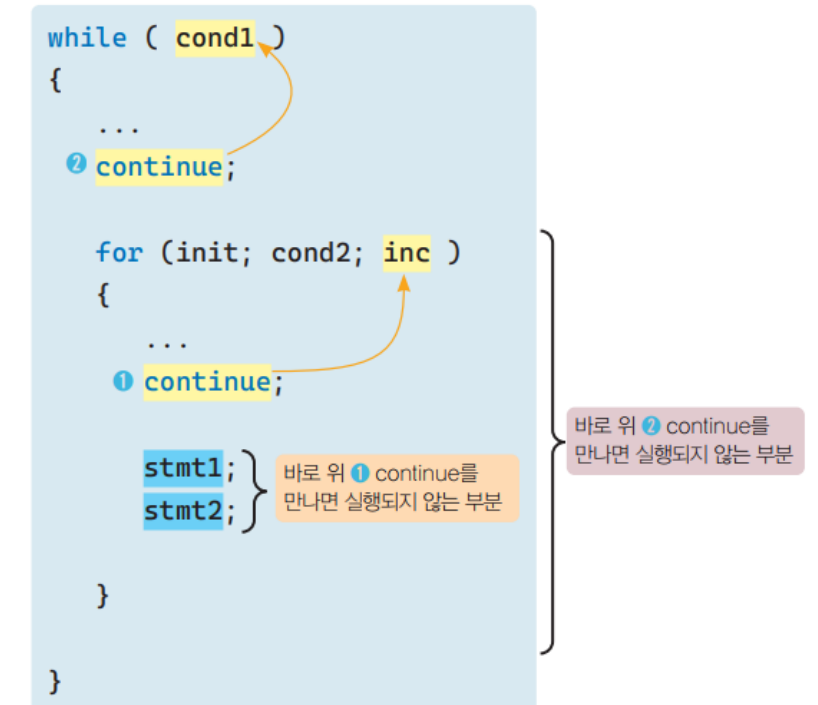 while ( cond1 )
{
...
❷ continue;
for (init; cond2; inc )
{
...
❶ continue;
stmt1;
stmt2;
바로 위 ❶ continue를
만나면 실행되지 않는 부분
바로 위 ❷ continue를
만나면 실행되지 않는 부분
}
}